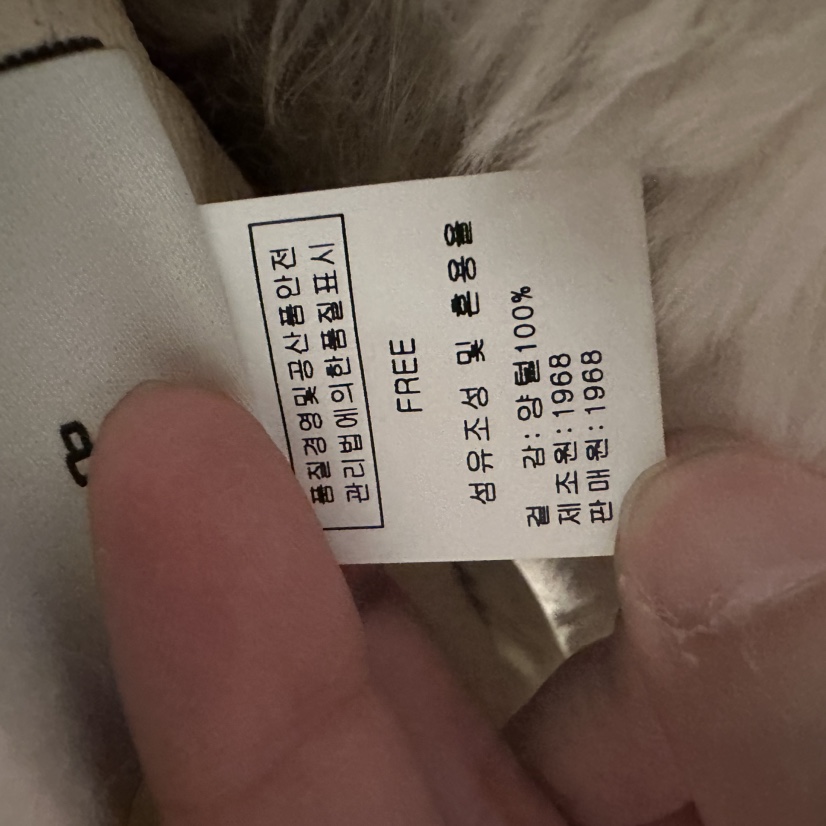 품질경영및공산품안전
관리법에의한품질표시
FREE
섬유조성 및 혼용율
겉 감:양털100%
제조원:1968
판매원:1968